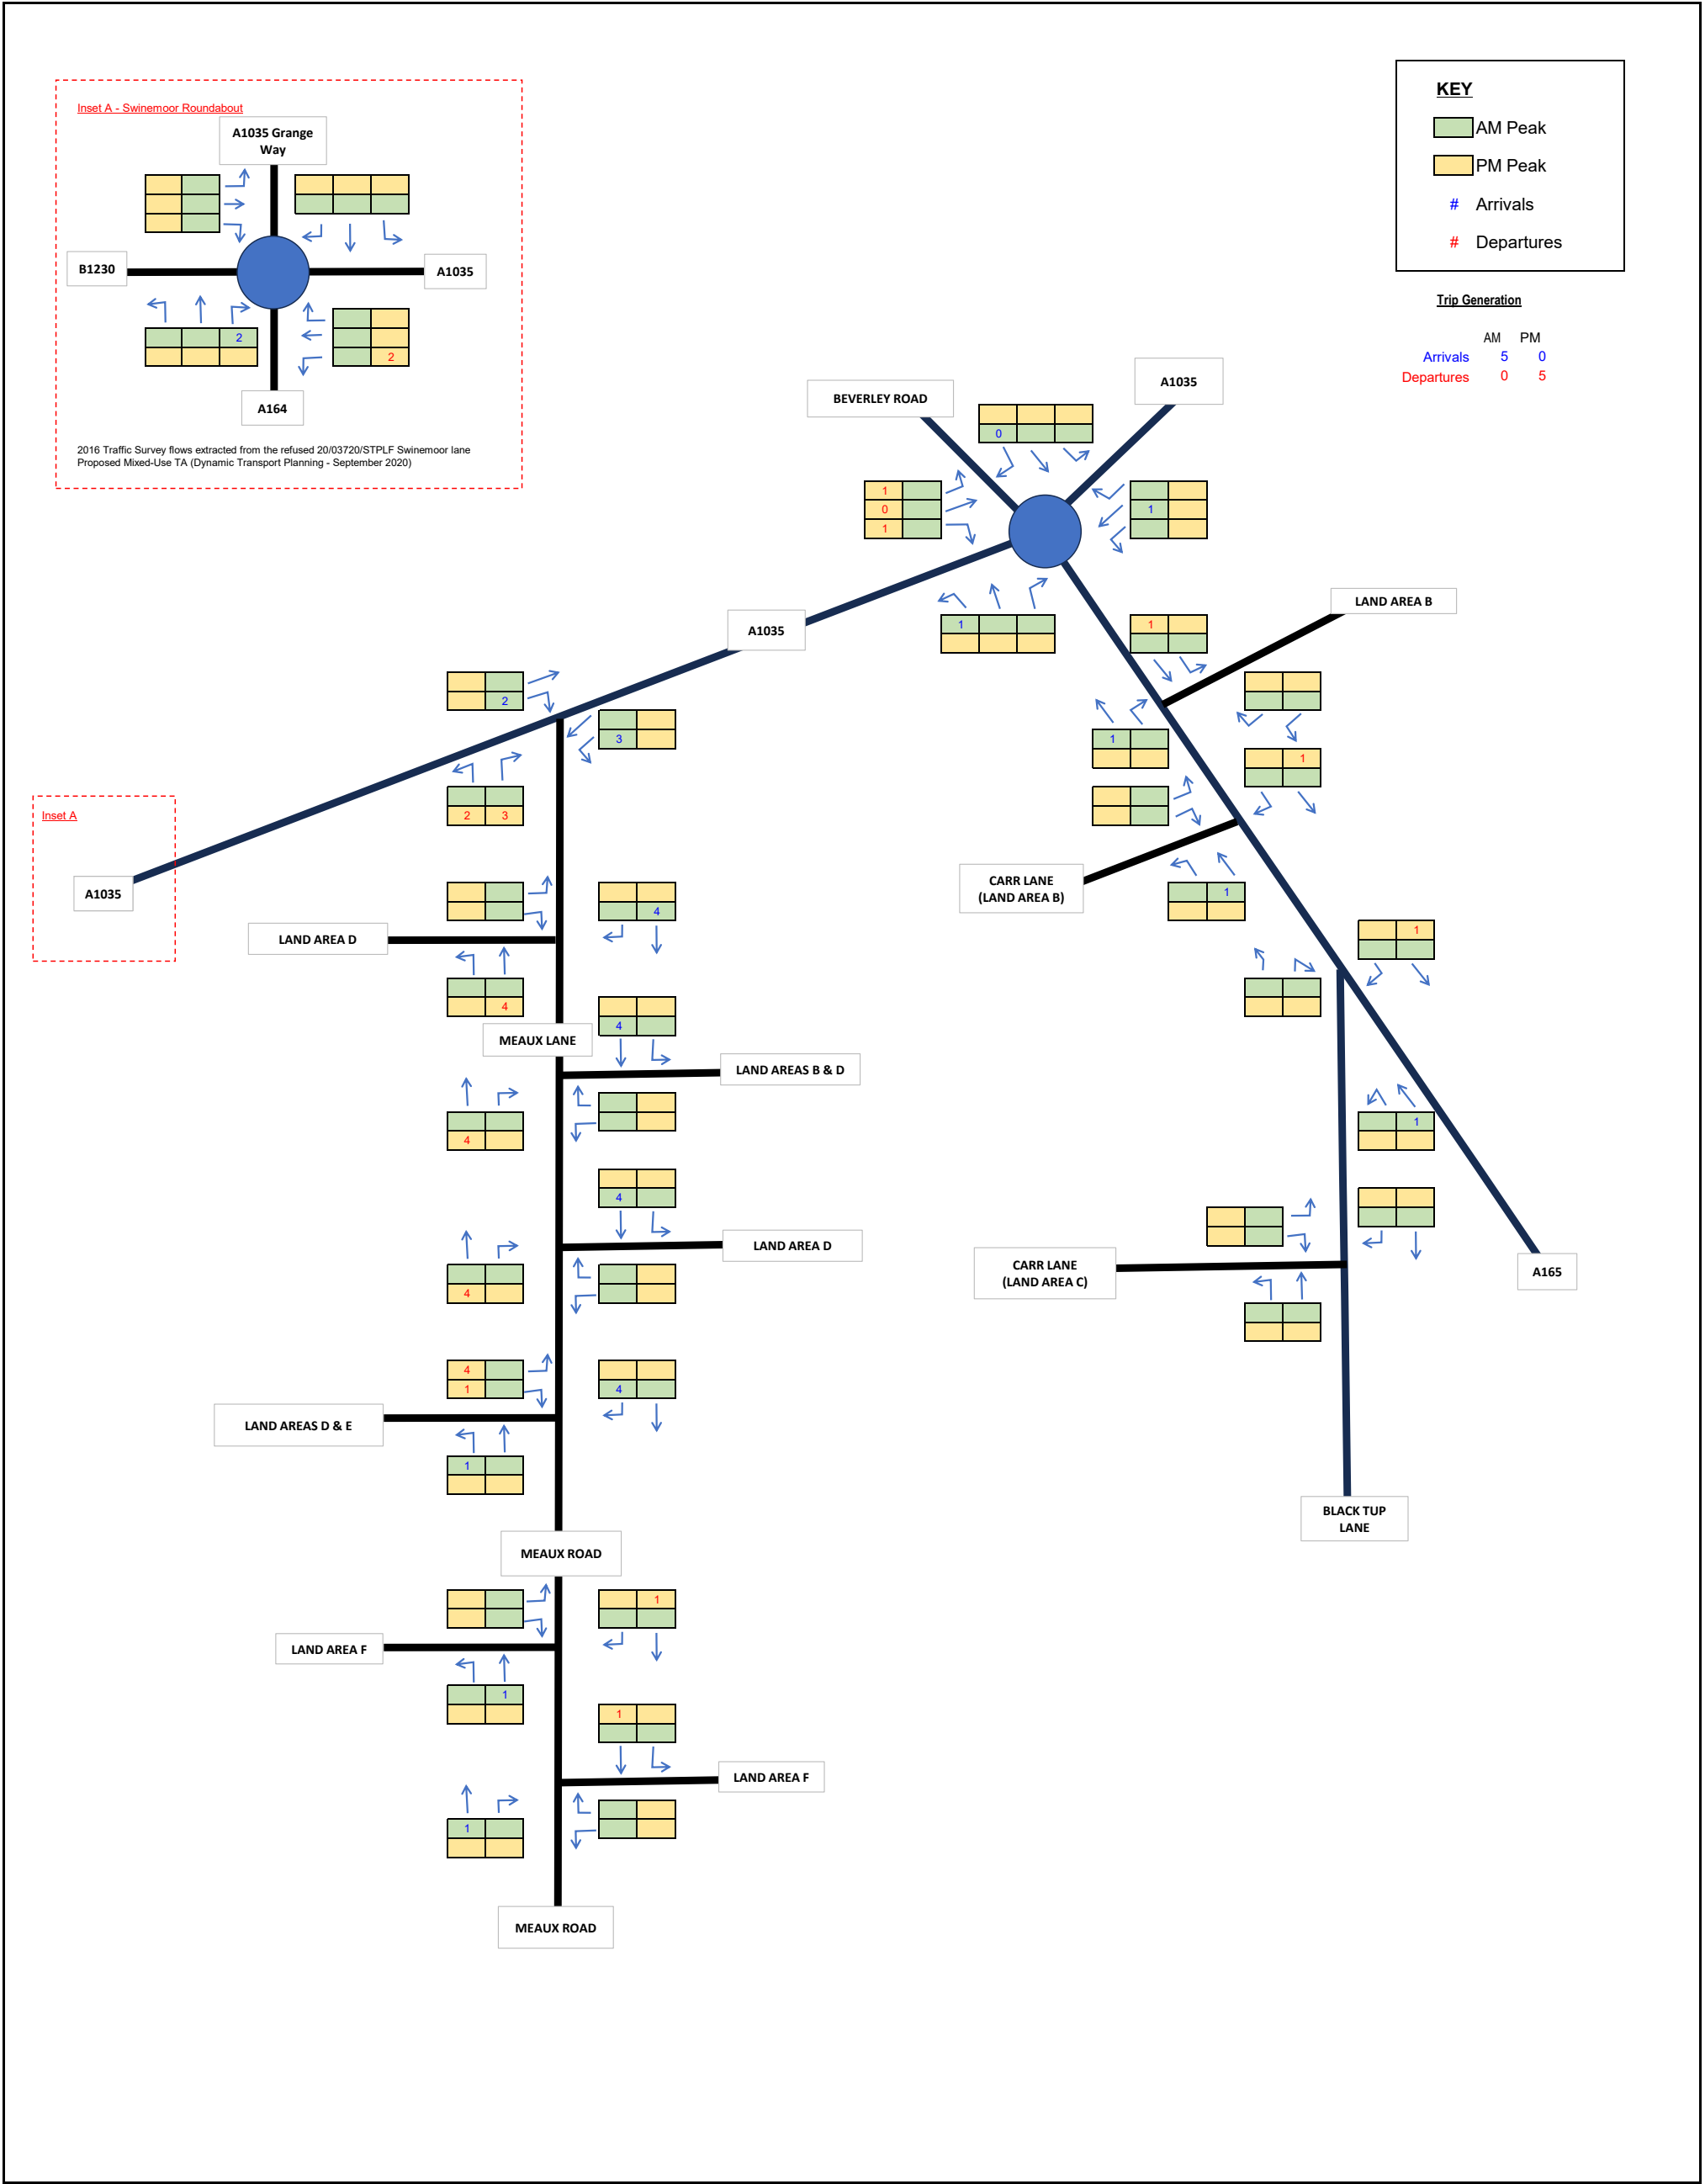 Inset A - Swinemoor Roundabout
A1035 Grange
Way
B1230
A1035
2
2
A164
2016 Traffic Survey flows extracted from the refused 20/03720/STPLF Swinemoor lane
Proposed Mixed-Use TA (Dynamic Transport Planning - September 2020)
KEY
AM Peak
PM Peak
# Arrivals
# Departures
Trip Generation
AM PM
Arrivals 5 0
Departures 0 5
BEVERLEY ROAD
A1035
0
1
0
1
1
A1035
1
1
LAND AREA B
2
3
1
1
2 3
Inset A
A1035
CARR LANE
(LAND AREA B)
1
4
LAND AREA D
1
4
4
MEAUX LANE
LAND AREAS B & D
4
1
4
LAND AREA D
4
CARR LANE
(LAND AREA C)
A165
4
1
4
LAND AREAS D & E
1
BLACK TUP
LANE
MEAUX ROAD
1
LAND AREA F
1
1
LAND AREA F
1
MEAUX ROAD